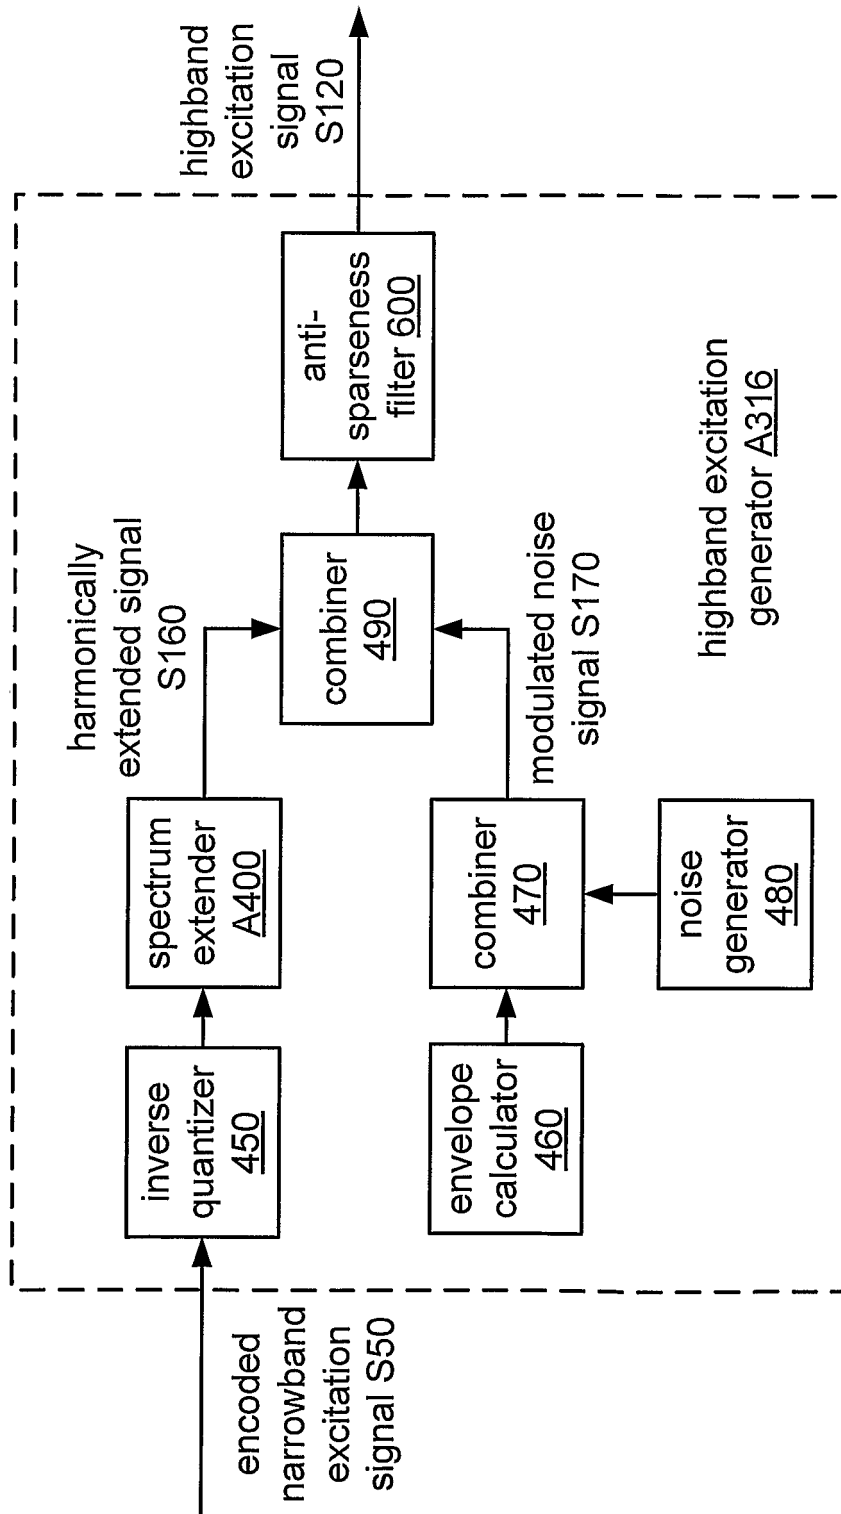 encoded
narrowband
excitation
signal S50
inverse
quantizer
450
spectrum
extender
A400
harmonically
extended signal
S160
envelope
calculator
460
combiner
470
noise
generator
480
modulated noise
signal S170
combiner
490
anti-
sparseness
filter 600
highband
excitation
signal
S120
highband excitation
generator A316